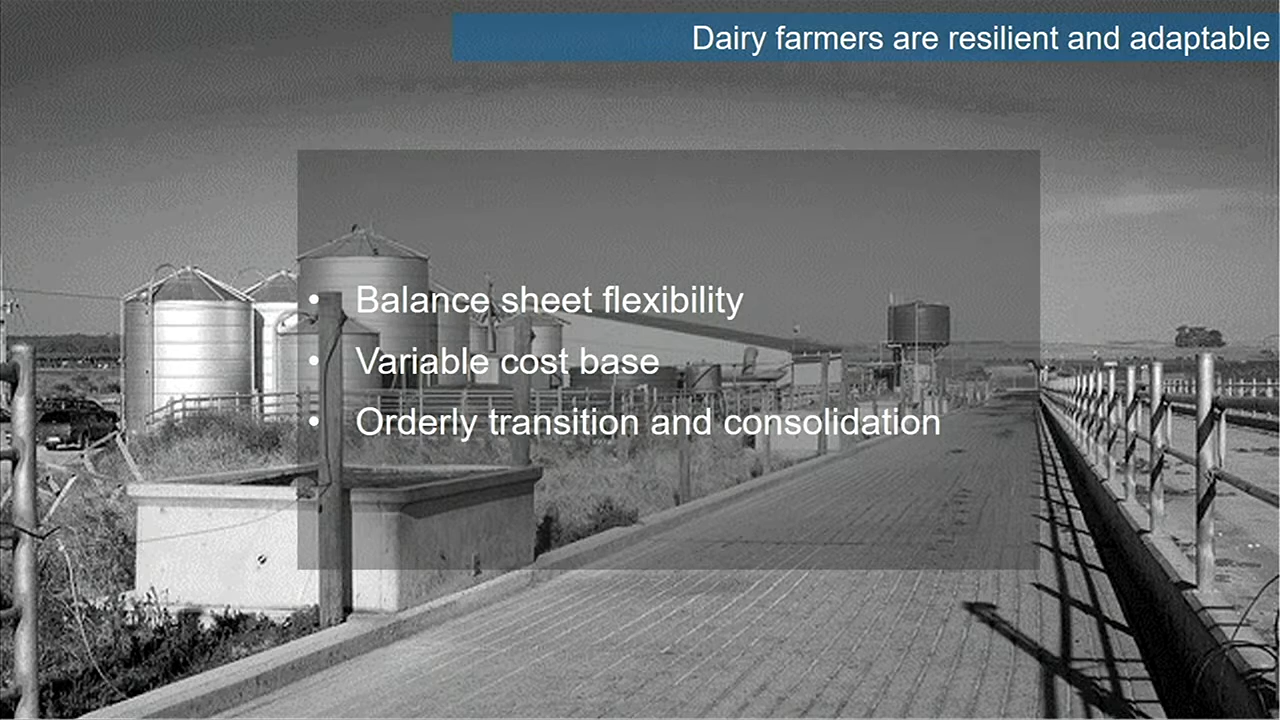 Dairy farmers are resilient and adaptable
• Balance sheet flexibility
• Variable cost base
• Orderly transition and consolidation